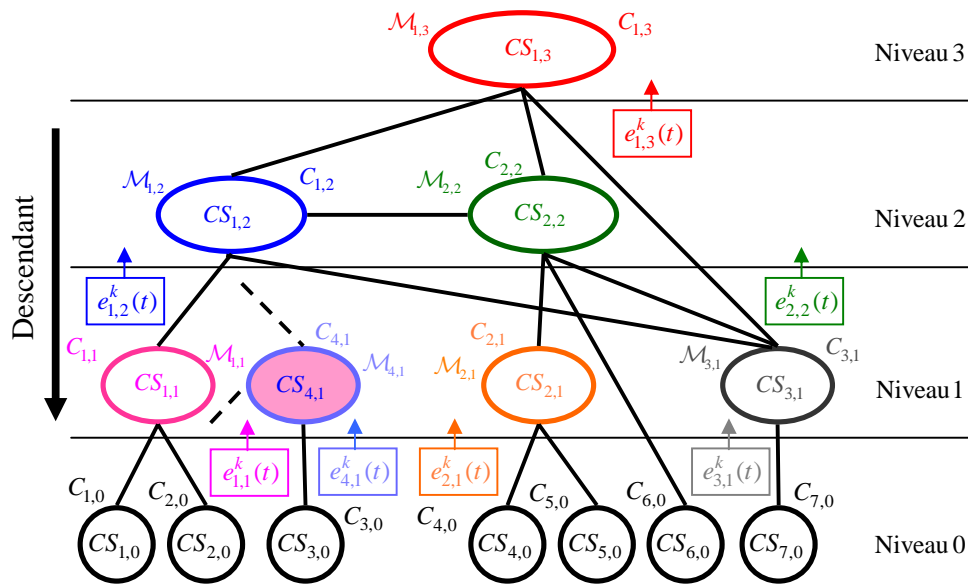 M1,3 C1,3
CS1,3
Niveau 3
e^k_1,3(t)
M1,2 C1,2
CS1,2
M2,2 C2,2
CS2,2
Niveau 2
Descendant
e^k_1,2(t)
e^k_2,2(t)
C1,1 M1,1
CS1,1
C4,1 M4,1
CS4,1
C2,1 M2,1
CS2,1
M3,1 C3,1
CS3,1
Niveau 1
e^k_1,1(t)
e^k_4,1(t)
e^k_2,1(t)
e^k_3,1(t)
C1,0 C2,0 C3,0 C4,0 C5,0 C6,0 C7,0
CS1,0 CS2,0 CS3,0 CS4,0 CS5,0 CS6,0 CS7,0
Niveau 0